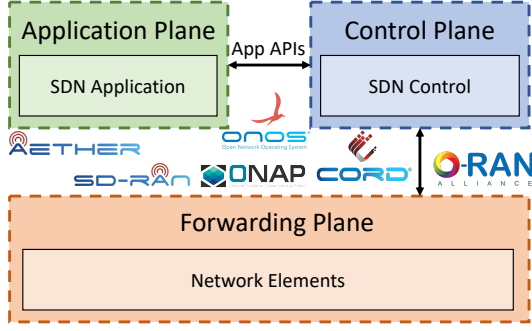 Application Plane
SDN Application
App APIs
Control Plane
SDN Control
AETHER
SD-RAN
onos
Open Network Operating System
ONAP
CORD
O-RAN
ALLIANCE
Forwarding Plane
Network Elements